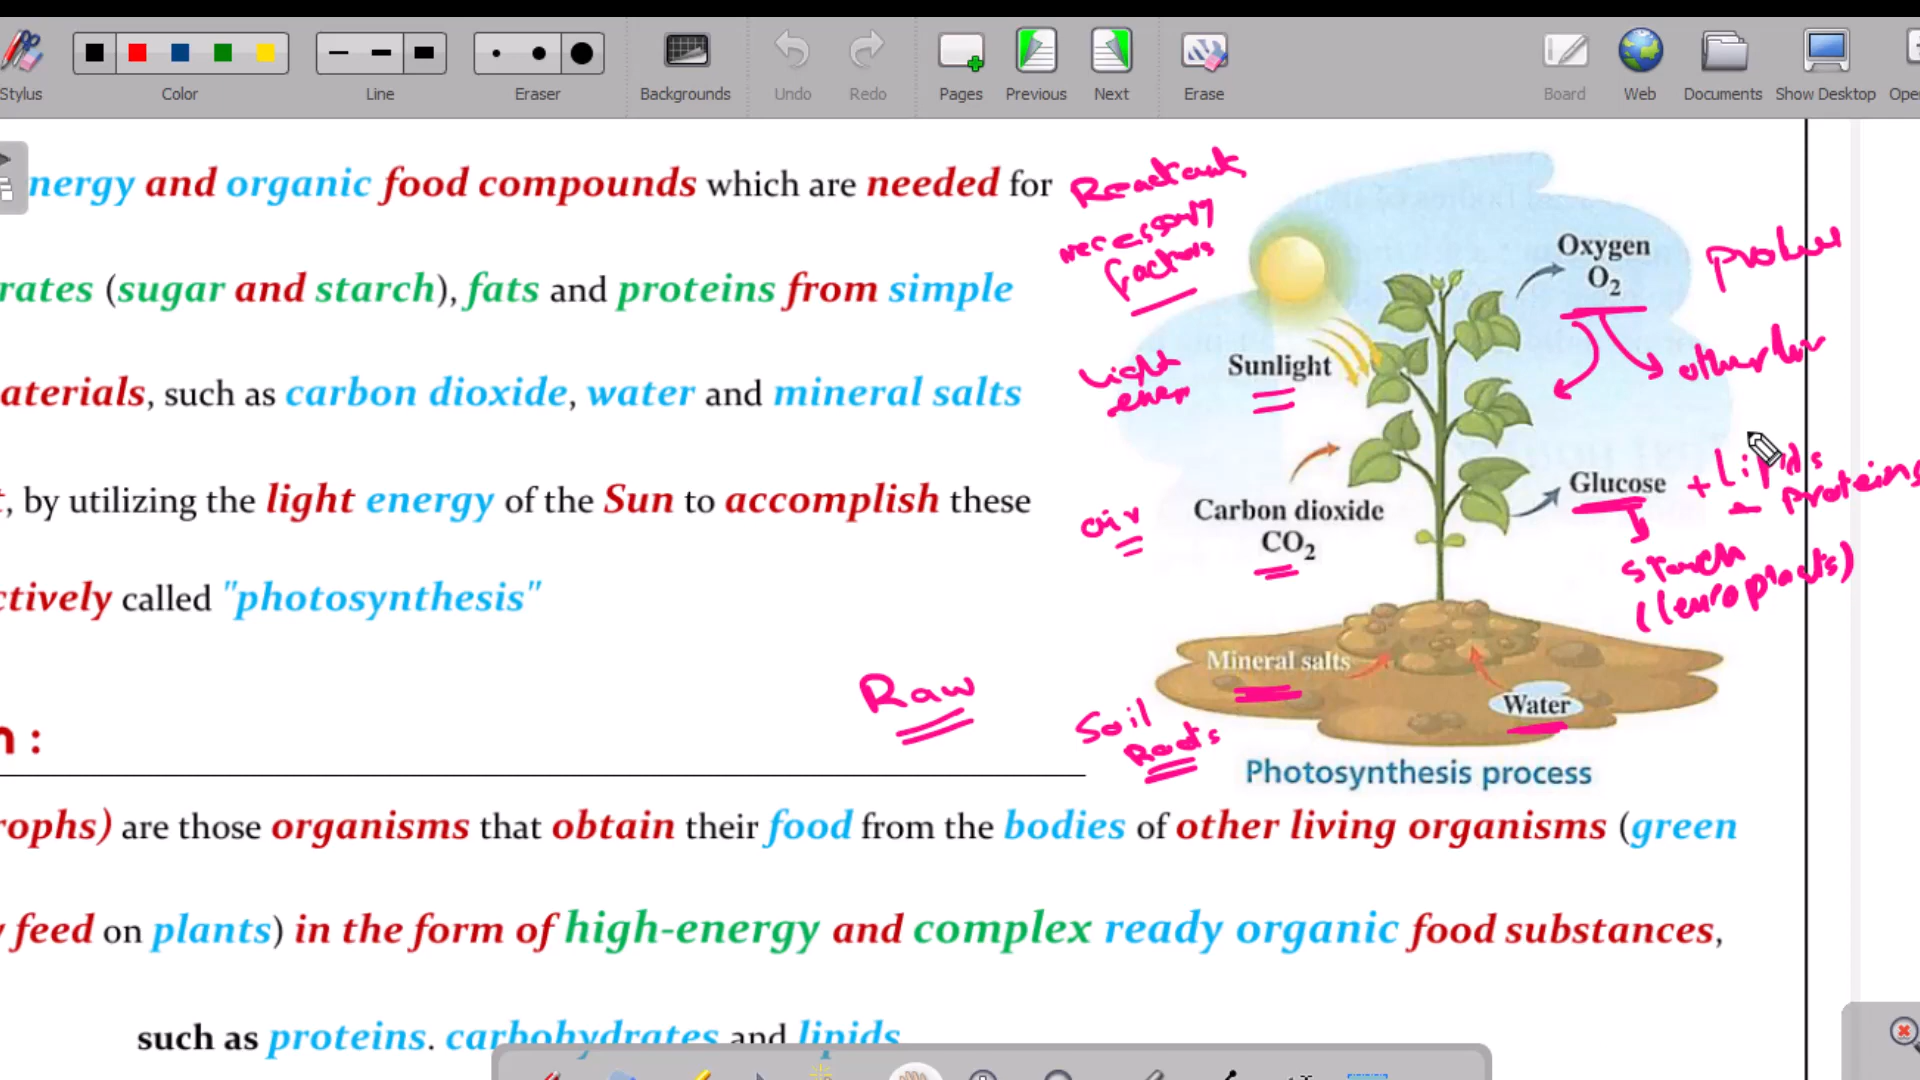 Stylus Color Line Eraser Backgrounds Undo Redo Pages Previous Next Erase Board Web Documents Show Desktop
nergy and organic food compounds which are needed for
rates (sugar and starch), fats and proteins from simple
aterials, such as carbon dioxide, water and mineral salts
, by utilizing the light energy of the Sun to accomplish these
ctively called "photosynthesis"
Reactant
necessary
factors
Light
Sunlight
Oxygen
O₂
other
Carbon dioxide
CO₂
air
Glucose
+ Lipids
- Proteins
Starch
Raw
Mineral salts
Water
Soil
Roots
Photosynthesis process
:
rophs) are those organisms that obtain their food from the bodies of other living organisms (green
feed on plants) in the form of high-energy and complex ready organic food substances,
such as proteins. carbohydrates and lipids